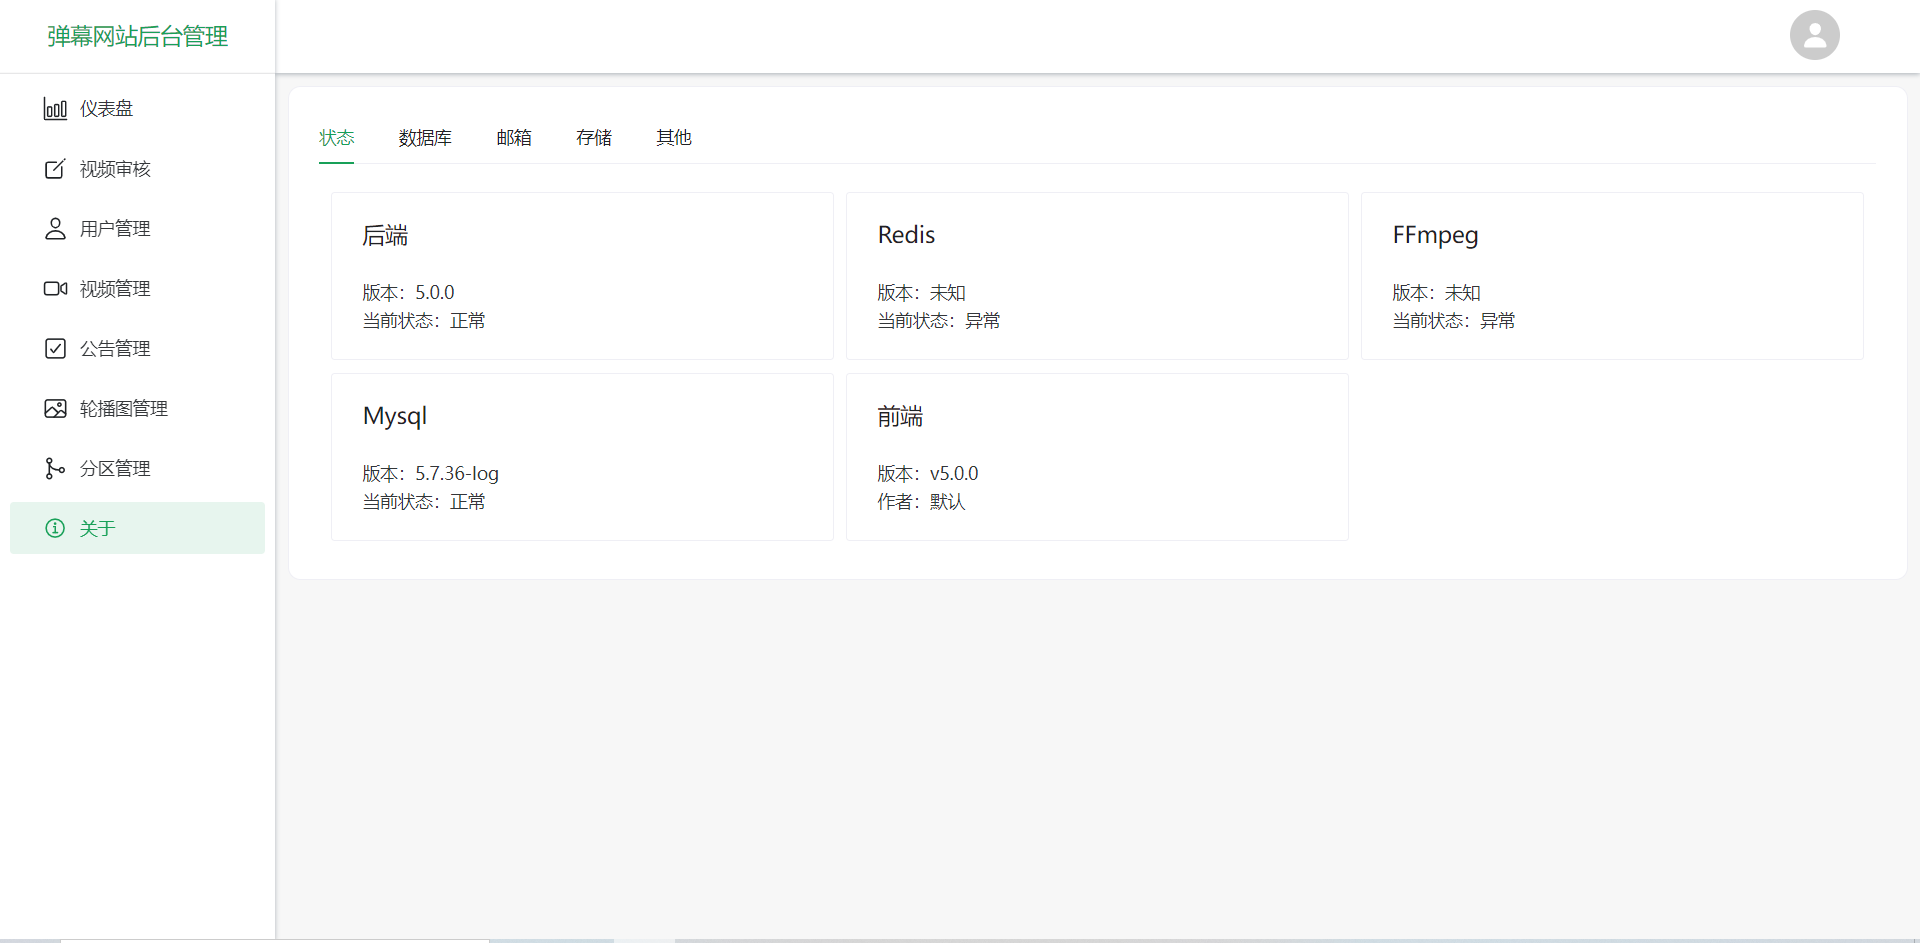 弹幕网站后台管理
仪表盘
视频审核
用户管理
视频管理
公告管理
轮播图管理
分区管理
关于
状态 数据库 邮箱 存储 其他
后端
版本：5.0.0
当前状态：正常
Redis
版本：未知
当前状态：异常
FFmpeg
版本：未知
当前状态：异常
Mysql
版本：5.7.36-log
当前状态：正常
前端
版本：v5.0.0
作者：默认